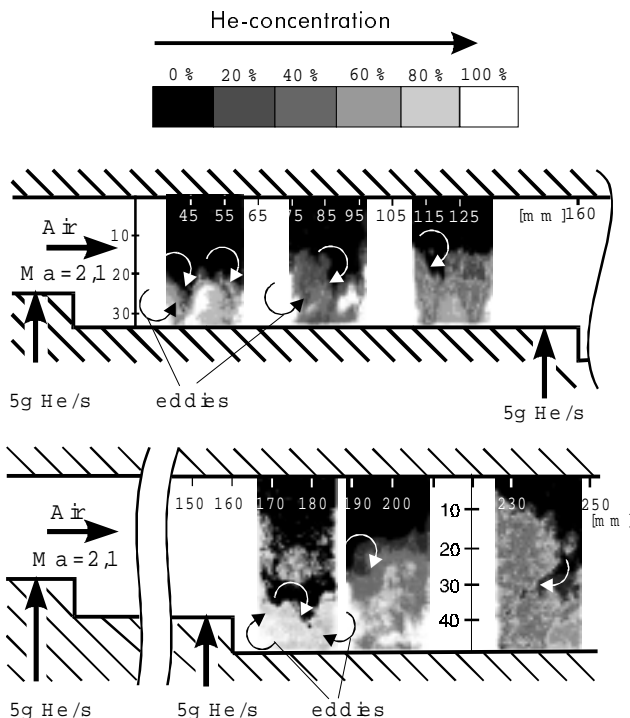 He-concentration
0 % 20 % 40 % 60 % 80 % 100 %
45 55 65 75 85 95 105 115 125 [mm] 160
Air
Ma=2,1
10
20
30
5g He/s eddies 5g He/s
150 160 170 180 190 200 230 250
[mm]
Air
Ma=2,1
10
20
30
40
5g He/s 5g He/s eddies